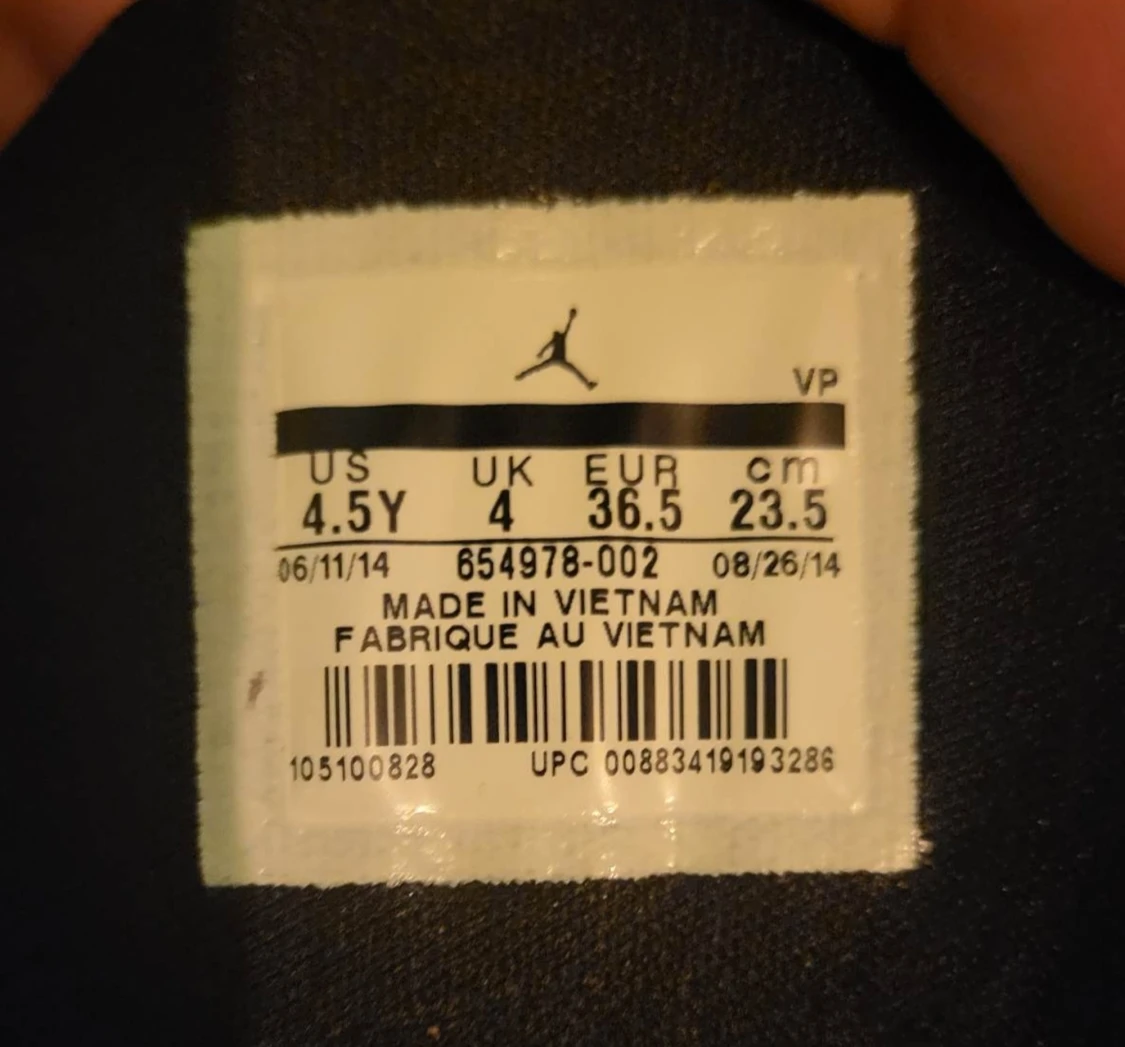 VP
US UK EUR cm
4.5Y 4 36.5 23.5
06/11/14 654978-002 08/26/14
MADE IN VIETNAM
FABRIQUE AU VIETNAM
105100828 UPC 00883419193286